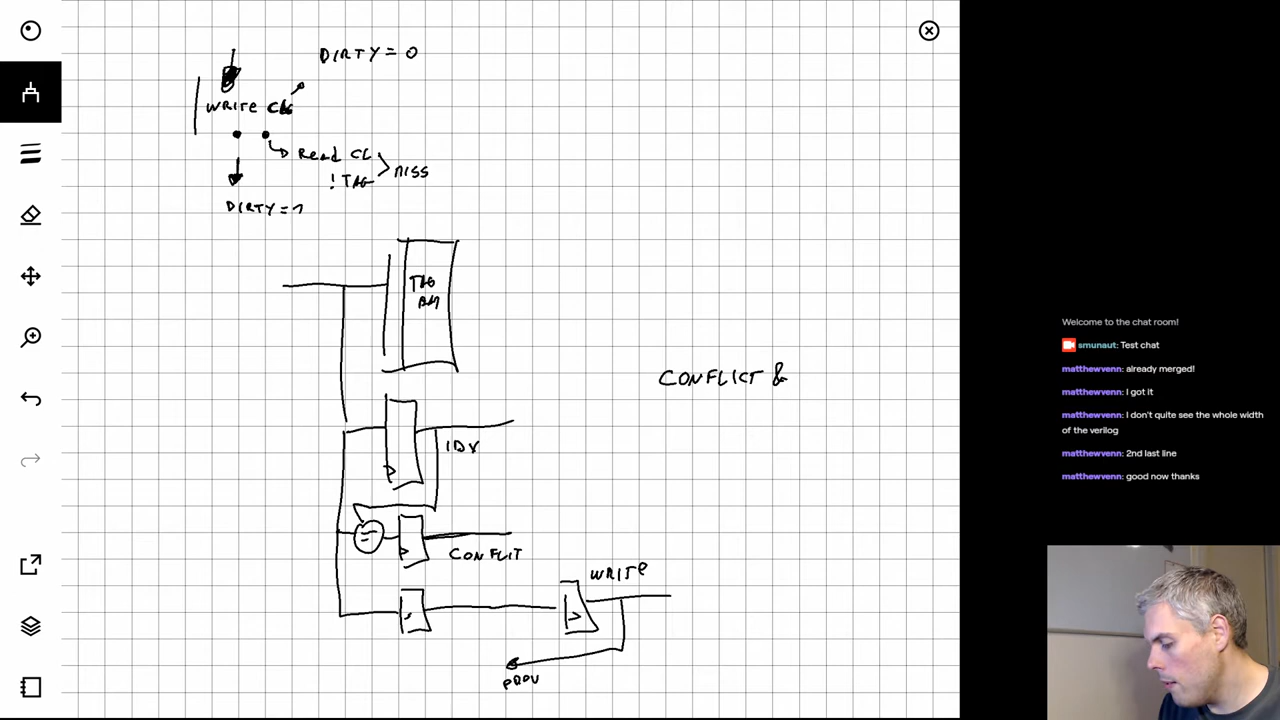 DIRTY = 0
WRITE
Read CL
! TAG
MISS
DIRTY = 1
TAG
CONFLICT &
IDX
CONFLIT
WRITE
PROV
Welcome to the chat room!
smunaut: Test chat
matthewvenn: already merged!
matthewvenn: I got it
matthewvenn: I don't quite see the whole width
of the verilog
matthewvenn: 2nd last line
matthewvenn: good now thanks